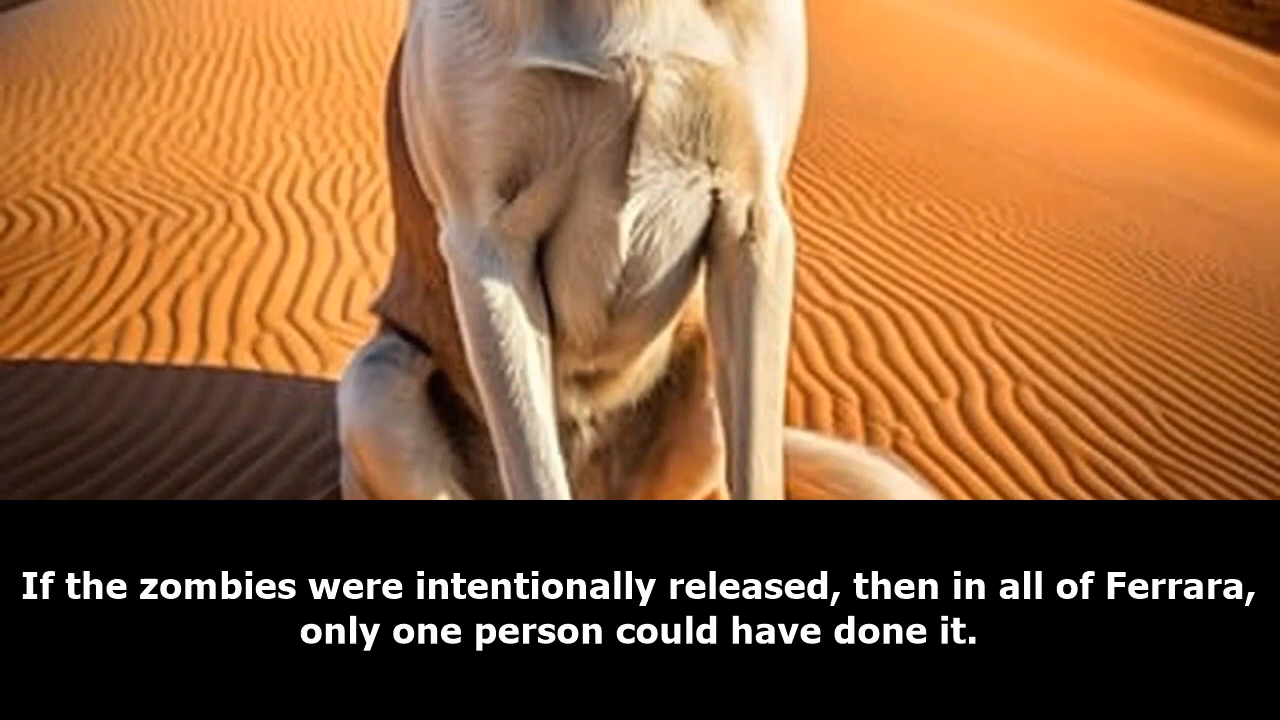 If the zombies were intentionally released, then in all of Ferrara,
only one person could have done it.